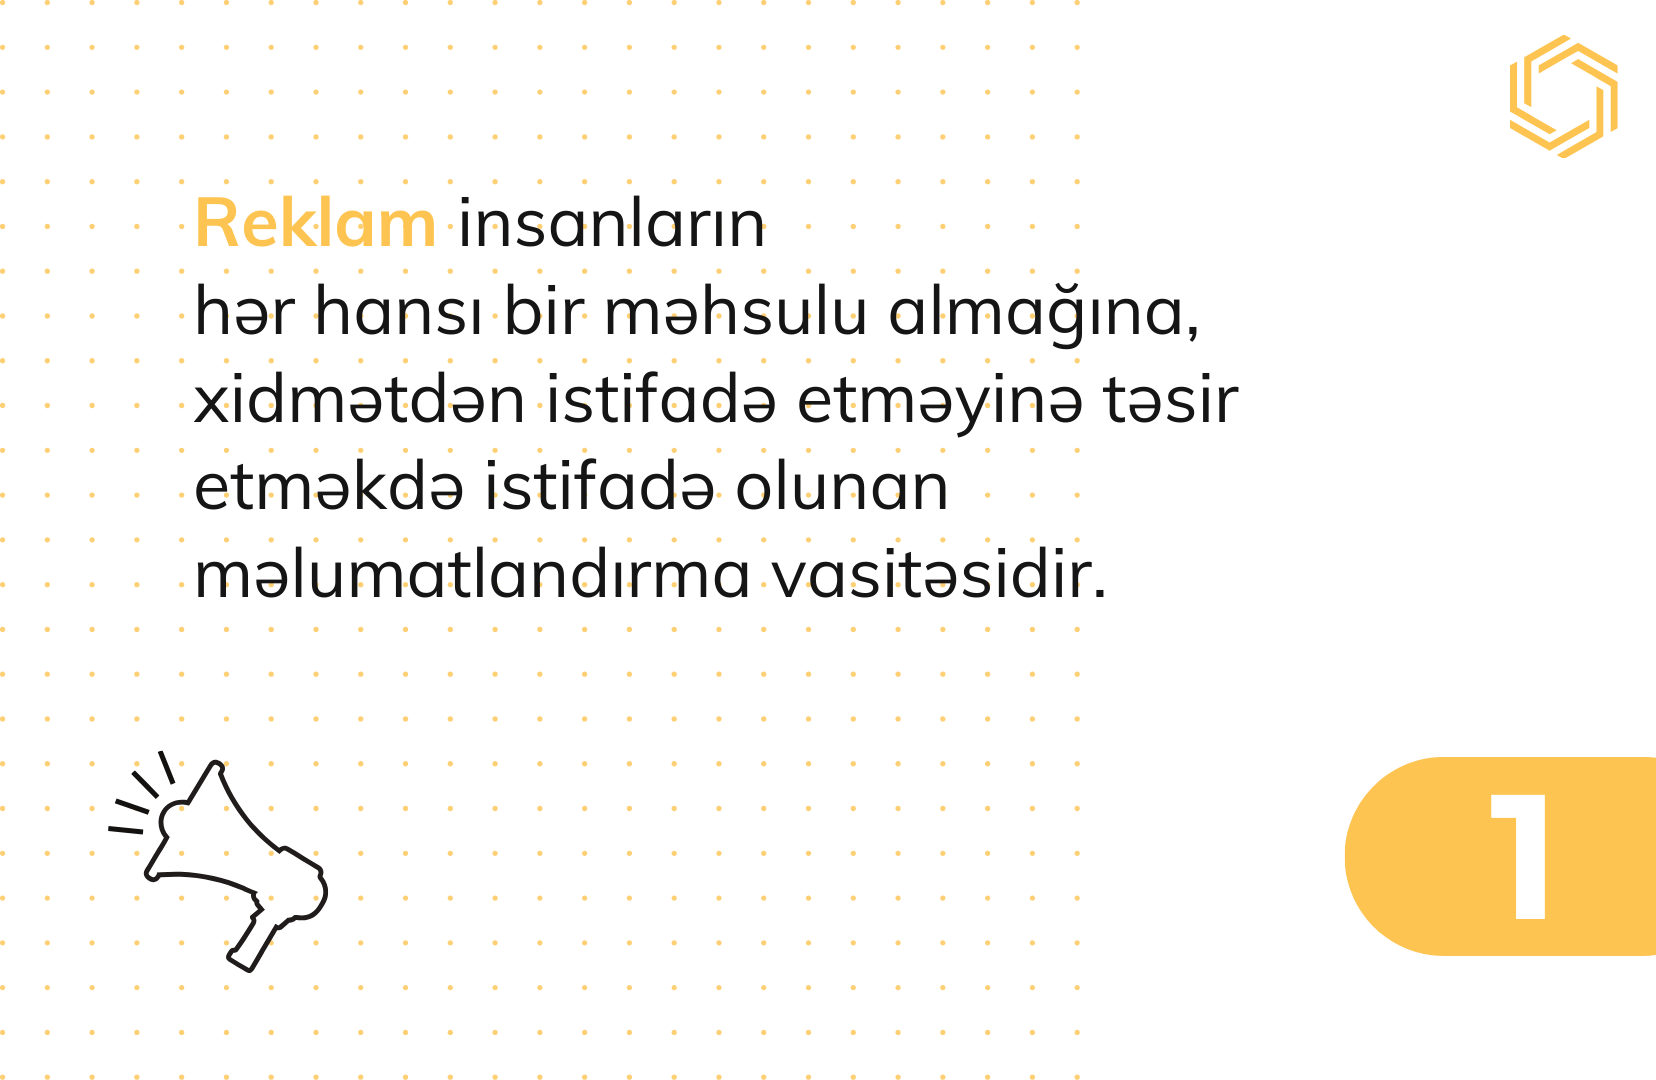 Reklam insanların
hər hansı bir məhsulu almağına,
xidmətdən istifadə etməyinə təsir
etməkdə istifadə olunan
məlumatlandırma vasitəsidir.
1